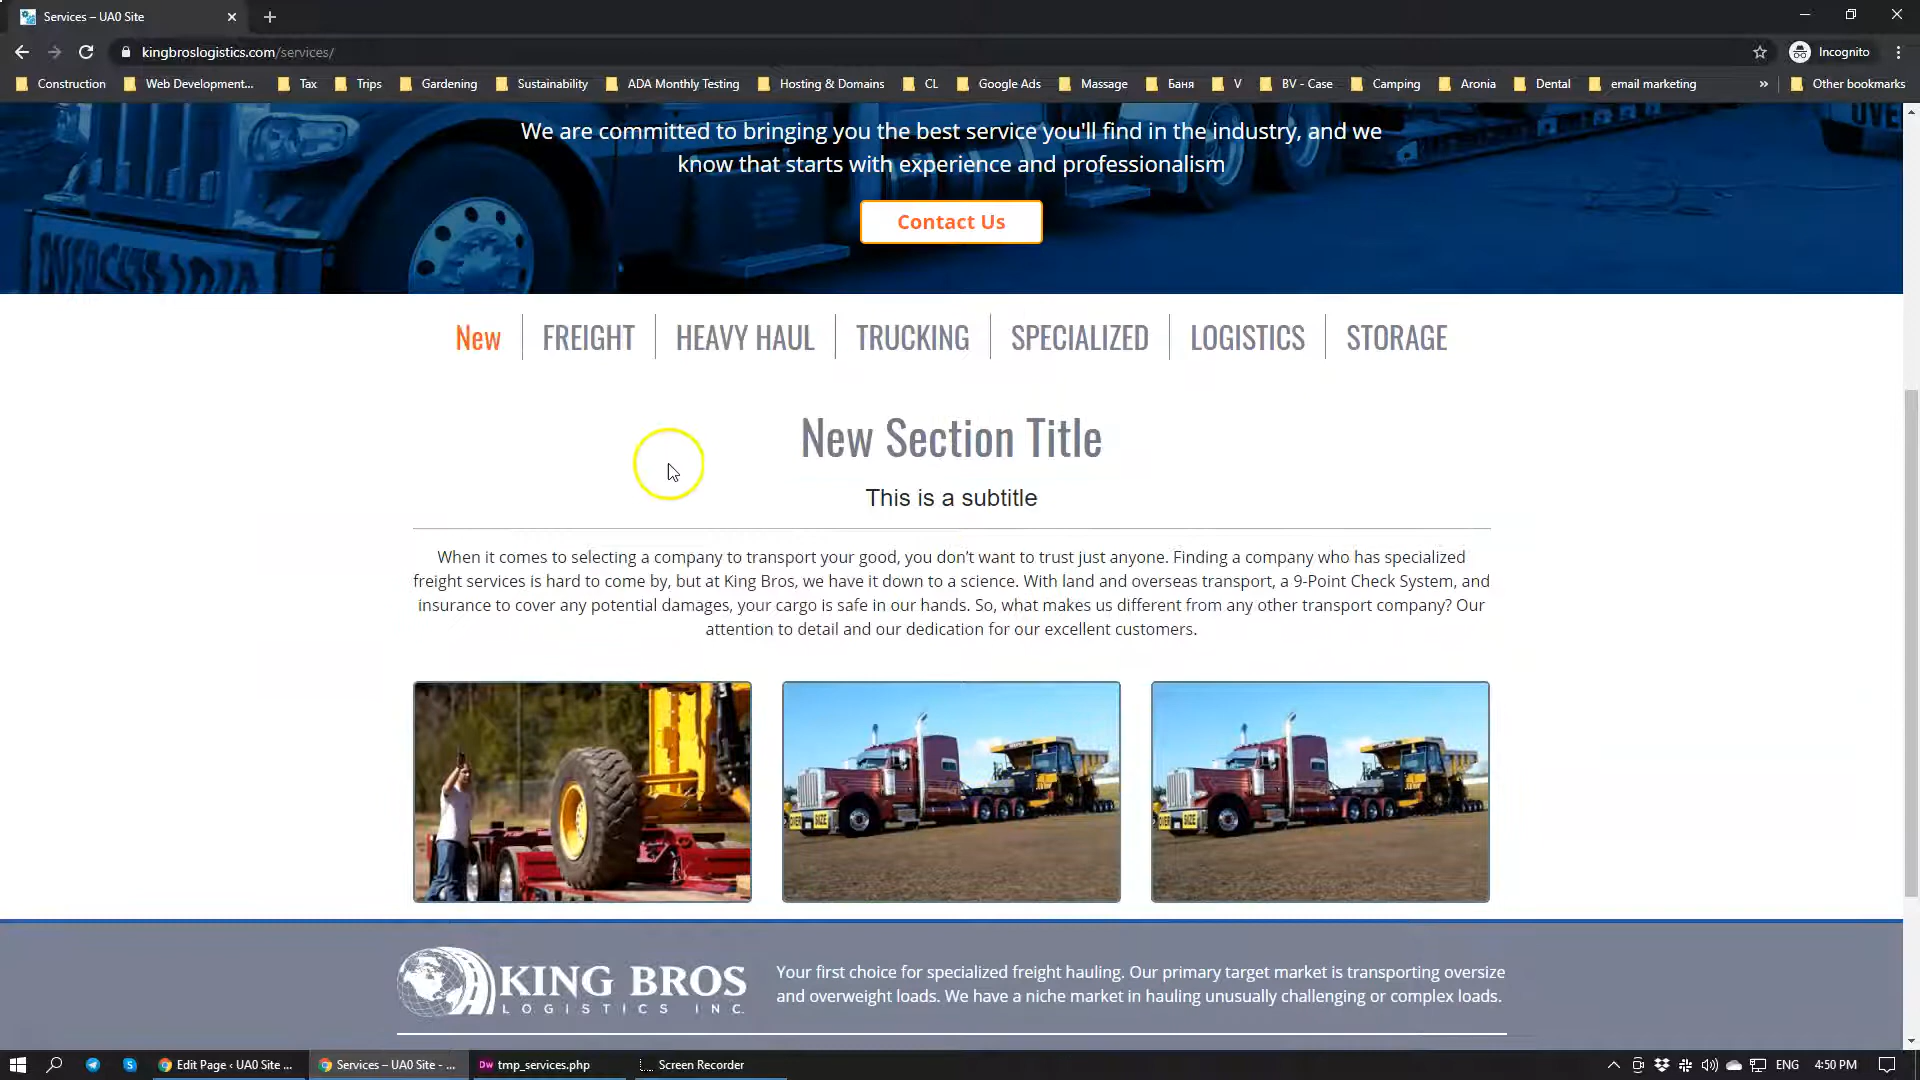 Services – UA0 Site
kingbroslogistics.com/services/
Incognito
Construction
Web Development...
Tax
Trips
Gardening
Sustainability
ADA Monthly Testing
Hosting & Domains
CL
Google Ads
Massage
Баня
V
BV - Case
Camping
Aronia
Dental
email marketing
»
Other bookmarks
We are committed to bringing you the best service you'll find in the industry, and we
know that starts with experience and professionalism
Contact Us
New
FREIGHT
HEAVY HAUL
TRUCKING
SPECIALIZED
LOGISTICS
STORAGE
New Section Title
This is a subtitle
When it comes to selecting a company to transport your good, you don't want to trust just anyone. Finding a company who has specialized
freight services is hard to come by, but at King Bros, we have it down to a science. With land and overseas transport, a 9-Point Check System, and
insurance to cover any potential damages, your cargo is safe in our hands. So, what makes us different from any other transport company? Our
attention to detail and our dedication for our excellent customers.
OVER SIZE
OVER SIZE
KING BROS
LOGISTICS INC.
Your first choice for specialized freight hauling. Our primary target market is transporting oversize
and overweight loads. We have a niche market in hauling unusually challenging or complex loads.
Edit Page ‹ UA0 Site ...
Services – UA0 Site - ...
Dw
tmp_services.php
Screen Recorder
ENG
4:50 PM